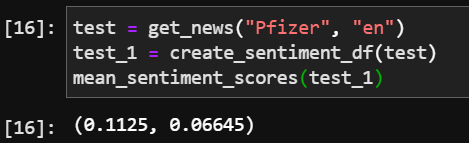 [16]: test = get_news("Pfizer", "en")
test_1 = create_sentiment_df(test)
mean_sentiment_scores(test_1)
[16]: (0.1125, 0.06645)